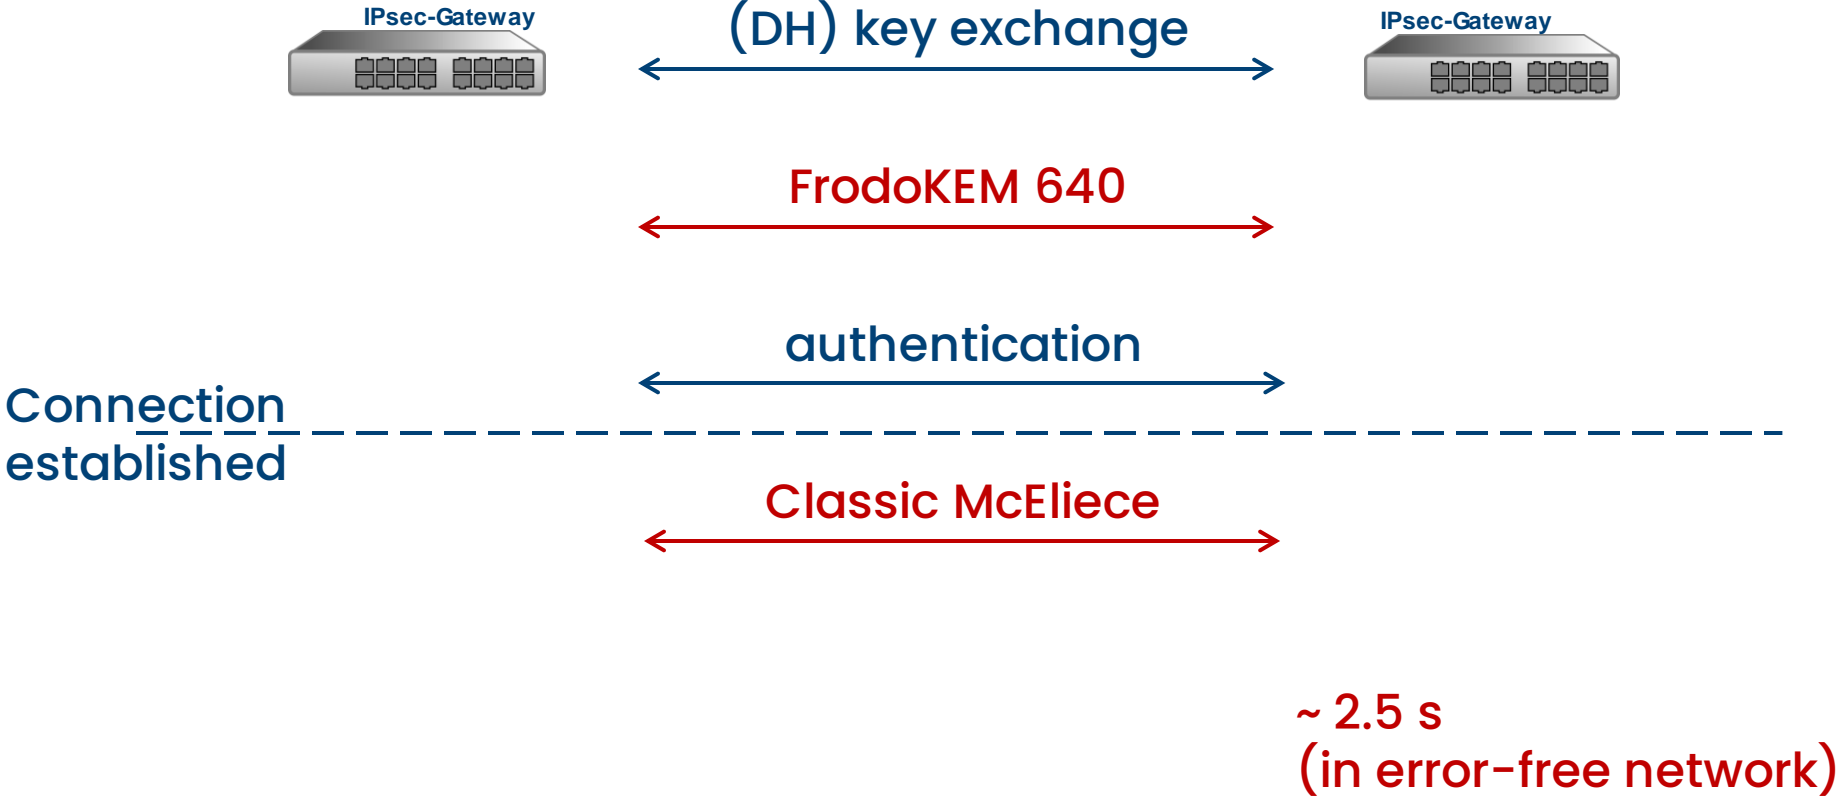 IPsec-Gateway
(DH) key exchange
IPsec-Gateway
FrodoKEM 640
authentication
Connection
established
Classic McEliece
~ 2.5 s
(in error-free network)